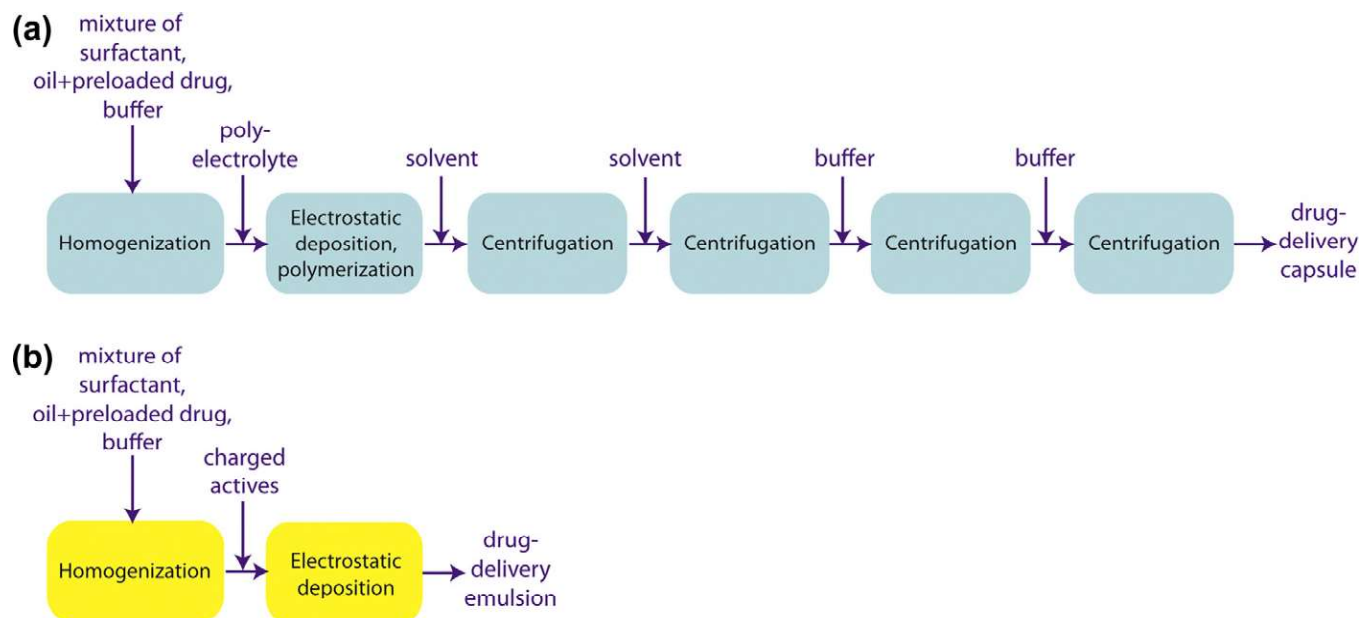 (a)
mixture of
surfactant,
oil+preloaded drug,
buffer
poly-
electrolyte
solvent
solvent
buffer
buffer
Homogenization
Electrostatic
deposition,
polymerization
Centrifugation
Centrifugation
Centrifugation
Centrifugation
drug-
delivery
capsule
(b)
mixture of
surfactant,
oil+preloaded drug,
buffer
charged
actives
Homogenization
Electrostatic
deposition
drug-
delivery
emulsion